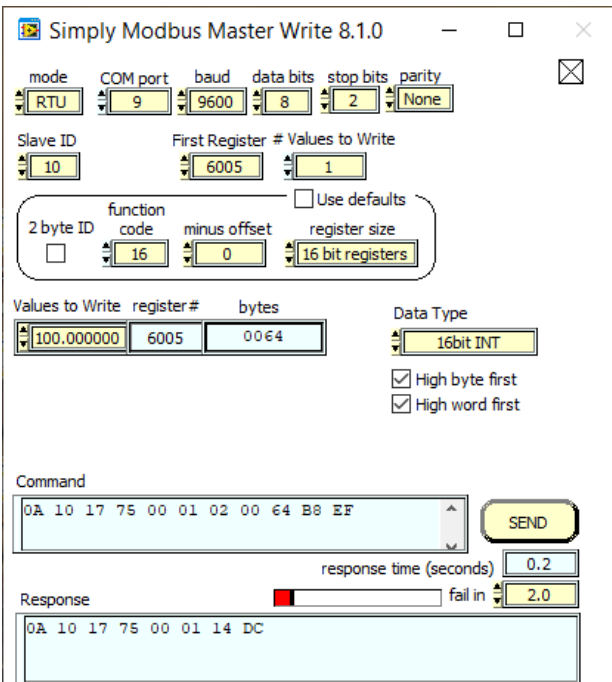 Simply Modbus Master Write 8.1.0
mode COM port baud data bits stop bits parity
RTU 9 9600 8 2 None
Slave ID First Register # Values to Write
10 6005 1
Use defaults
2 byte ID function code minus offset register size
16 0 16 bit registers
Values to Write register# bytes Data Type
100.000000 6005 0064 16bit INT
High byte first
High word first
Command
0A 10 17 75 00 01 02 00 64 B8 EF
SEND
response time (seconds) 0.2
Response fail in 2.0
0A 10 17 75 00 01 14 DC